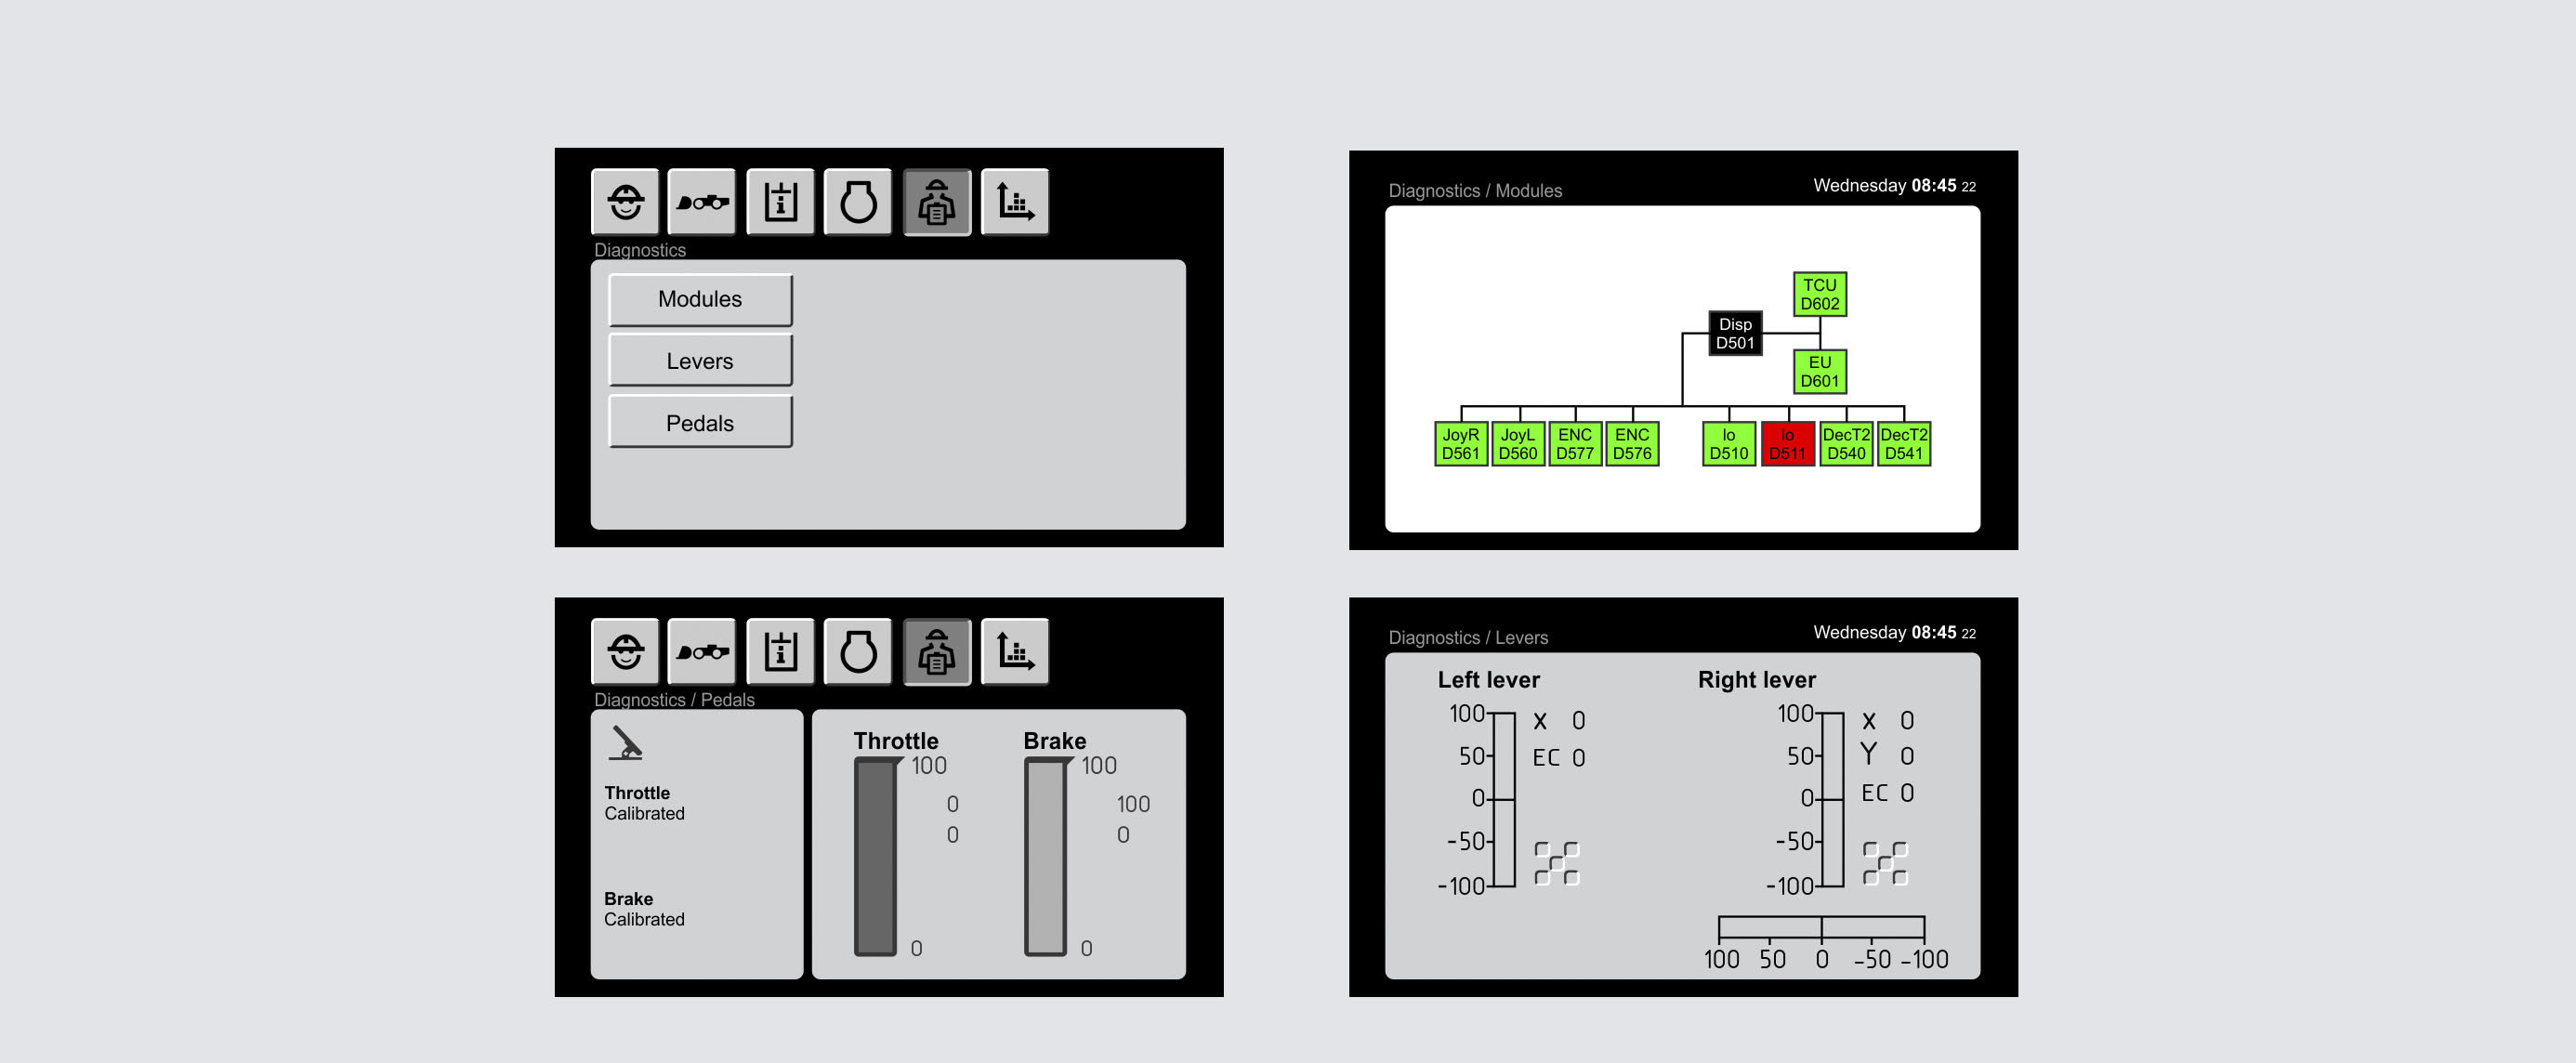 Diagnostics
Modules
Levers
Pedals
Diagnostics / Modules
Wednesday 08:45 22
TCU
D602
Disp
D501
EU
D601
JoyR
D561
JoyL
D560
ENC
D577
ENC
D576
Io
D510
Io
D511
DecT2
D540
DecT2
D541
Diagnostics / Pedals
Throttle
Calibrated
Brake
Calibrated
Throttle
100
0
0
0
Brake
100
100
0
0
Diagnostics / Levers
Wednesday 08:45 22
Left lever
100
50
0
-50
-100
X 0
EC 0
Right lever
100
50
0
-50
-100
X 0
Y 0
EC 0
100 50 0 -50 -100